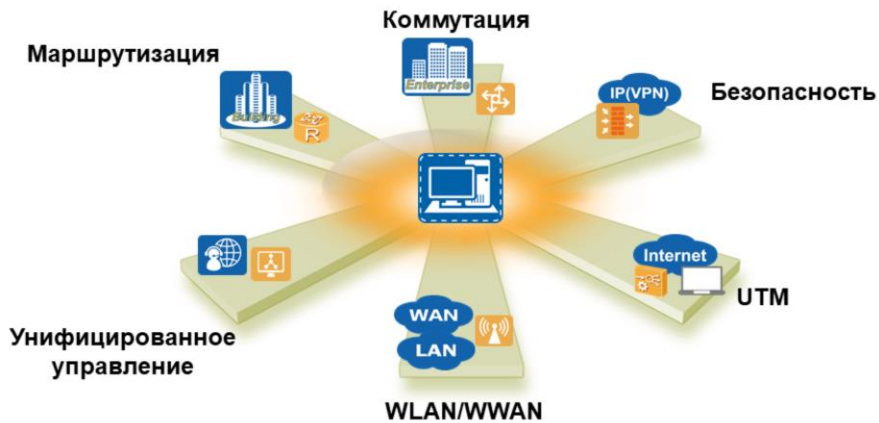 Коммутация
Маршрутизация
Enterprise
IP(VPN)
Безопасность
Building
R
Internet
UTM
WAN
LAN
Унифицированное
управление
WLAN/WWAN